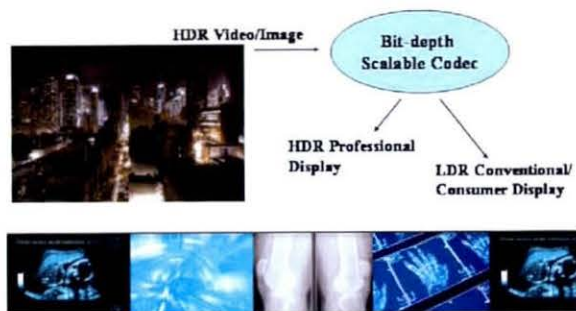 HDR Video/Image
Bit-depth
Scalable Codec
HDR Professional
Display
LDR Conventional/
Consumer Display